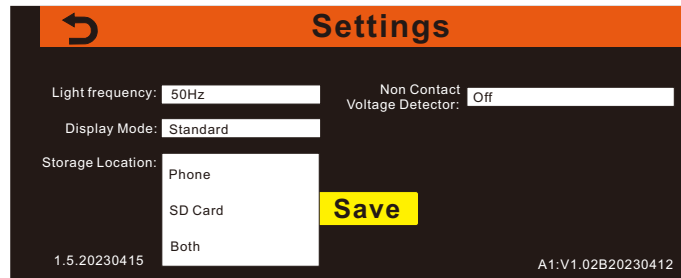 Settings
Light frequency: 50Hz
Non Contact
Voltage Detector: Off
Display Mode: Standard
Storage Location:
Phone
SD Card
Both
Save
1.5.20230415
A1:V1.02B20230412